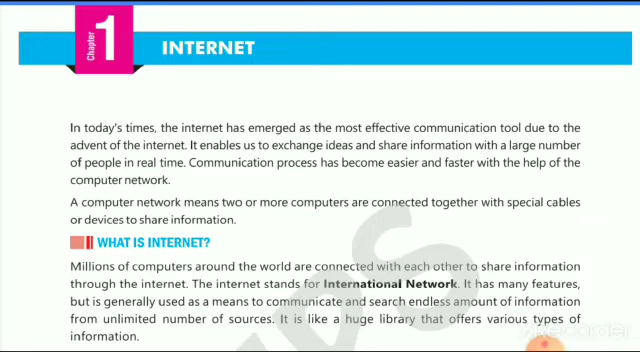 Chapter
1
INTERNET
In today's times, the internet has emerged as the most effective communication tool due to the
advent of the internet. It enables us to exchange ideas and share information with a large number
of people in real time. Communication process has become easier and faster with the help of the
computer network.
A computer network means two or more computers are connected together with special cables
or devices to share information.
WHAT IS INTERNET?
Millions of computers around the world are connected with each other to share information
through the internet. The internet stands for International Network. It has many features,
but is generally used as a means to communicate and search endless amount of information
from unlimited number of sources. It is like a huge library that offers various types of
information.